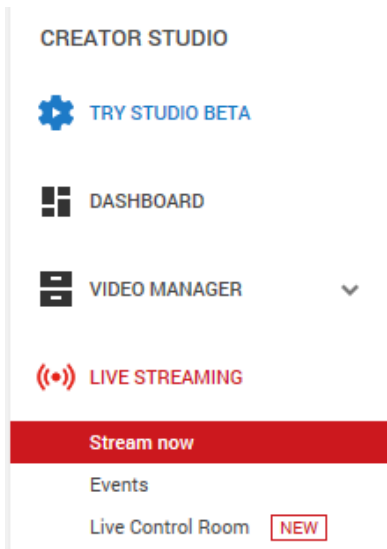 CREATOR STUDIO
TRY STUDIO BETA
DASHBOARD
VIDEO MANAGER
LIVE STREAMING
Stream now
Events
Live Control Room NEW